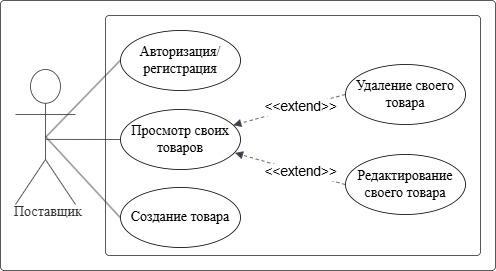 Авторизация/
регистрация
Удаление своего
товара
<<extend>>
Просмотр своих
товаров
<<extend>>
Редактирование
своего товара
Поставщик
Создание товара